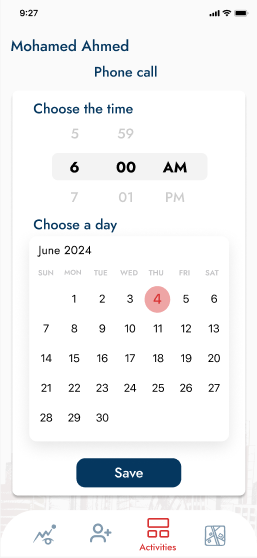 9:27
Mohamed Ahmed
Phone call
Choose the time
5 59
6 00 AM
7 01 PM
Choose a day
June 2024
SUN MON TUE WED THU FRI SAT
1 2 3 4 5 6
7 8 9 10 11 12 13
14 15 16 17 18 19 20
21 22 23 24 25 26 27
28 29 30
Save
Activities